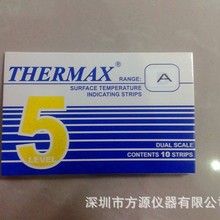 THERMAX®
RANGE: A
SURFACE TEMPERATURE
INDICATING STRIPS
5
LEVEL
DUAL SCALE
CONTENTS 10 STRIPS
深圳市方源仪器有限公司